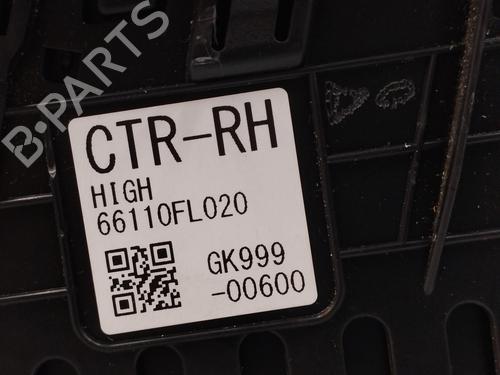 B-PARTS
CTR-RH
HIGH
66110FL020
GK999
-00600